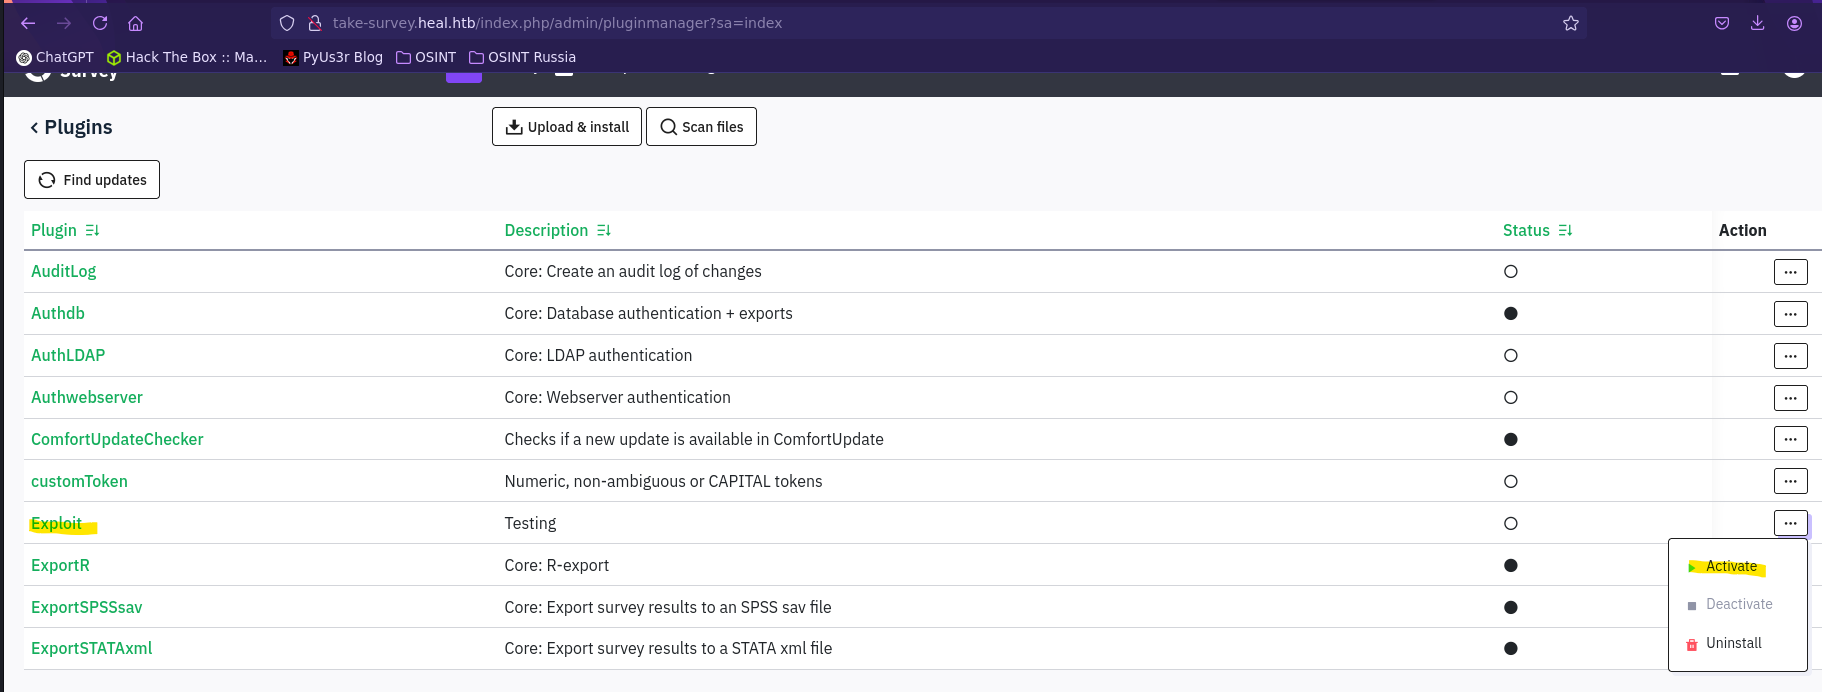 take-survey.heal.htb/index.php/admin/pluginmanager?sa=index
ChatGPT Hack The Box :: Ma... PyUs3r Blog OSINT OSINT Russia
Survey
Plugins Upload & install Scan files
Find updates
Plugin Description Status Action
AuditLog Core: Create an audit log of changes ...
Authdb Core: Database authentication + exports ...
AuthLDAP Core: LDAP authentication ...
Authwebserver Core: Webserver authentication ...
ComfortUpdateChecker Checks if a new update is available in ComfortUpdate ...
customToken Numeric, non-ambiguous or CAPITAL tokens ...
Exploit Testing ...
ExportR Core: R-export
Activate
ExportSPSSsav Core: Export survey results to an SPSS sav file
Deactivate
ExportSTATAxml Core: Export survey results to a STATA xml file
Uninstall